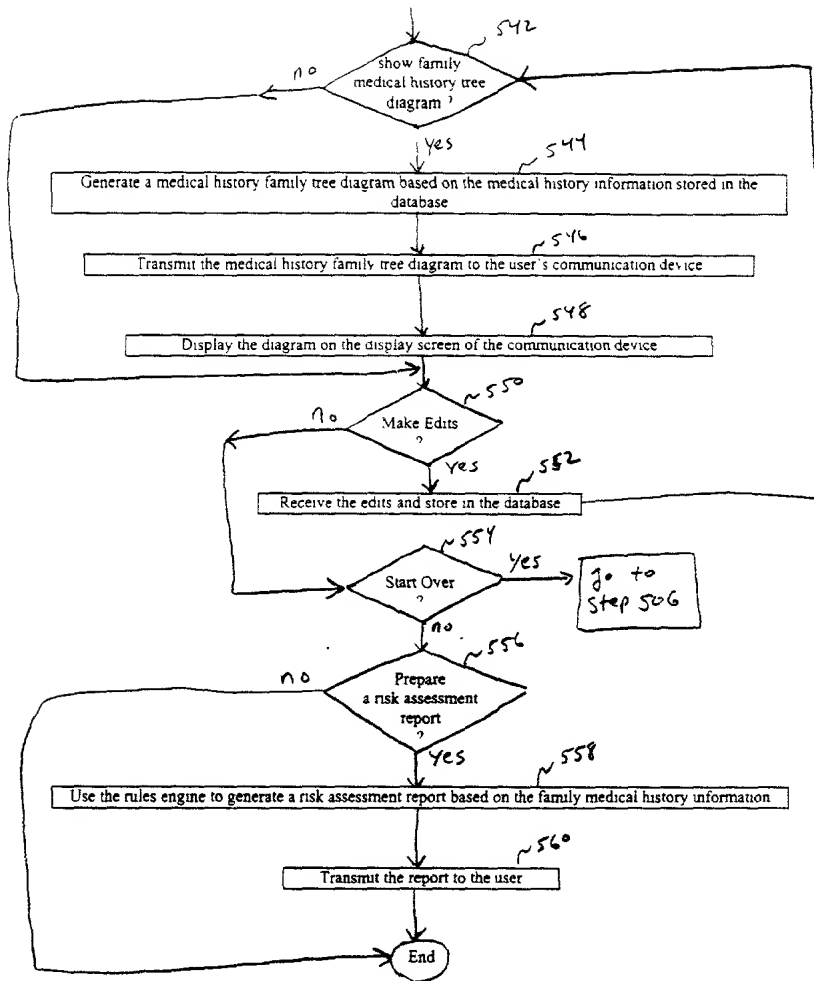 542
show family
no
medical history tree
diagram ?
yes
544
Generate a medical history family tree diagram based on the medical history information stored in the
database
546
Transmit the medical history family tree diagram to the user's communication device
548
Display the diagram on the display screen of the communication device
550
no
Make Edits
?
yes
552
Receive the edits and store in the database
554
Start Over
?
yes
go to
step 506
no
556
no
Prepare
a risk assessment
report
?
yes
558
Use the rules engine to generate a risk assessment report based on the family medical history information
560
Transmit the report to the user
End